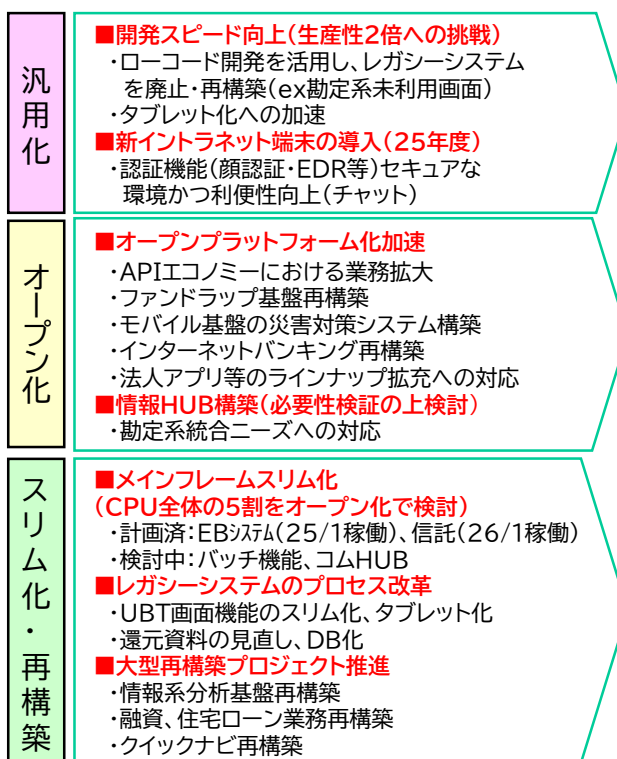 汎用化
■開発スピード向上(生産性2倍への挑戦)
・ローコード開発を活用し、レガシーシステム
を廃止・再構築(ex勘定系未利用画面)
・タブレット化への加速
■新イントラネット端末の導入(25年度)
・認証機能(顔認証・EDR等)セキュアな
環境かつ利便性向上(チャット)
オープン化
■オープンプラットフォーム化加速
・APIエコノミーにおける業務拡大
・ファンドラップ基盤再構築
・モバイル基盤の災害対策システム構築
・インターネットバンキング再構築
・法人アプリ等のラインナップ拡充への対応
■情報HUB構築(必要性検証の上検討)
・勘定系統合ニーズへの対応
スリム化・再構築
■メインフレームスリム化
(CPU全体の5割をオープン化で検討)
・計画済:EBシステム(25/1稼働)、信託(26/1稼働)
・検討中:バッチ機能、コムHUB
■レガシーシステムのプロセス改革
・UBT画面機能のスリム化、タブレット化
・還元資料の見直し、DB化
■大型再構築プロジェクト推進
・情報系分析基盤再構築
・融資、住宅ローン業務再構築
・クイックナビ再構築